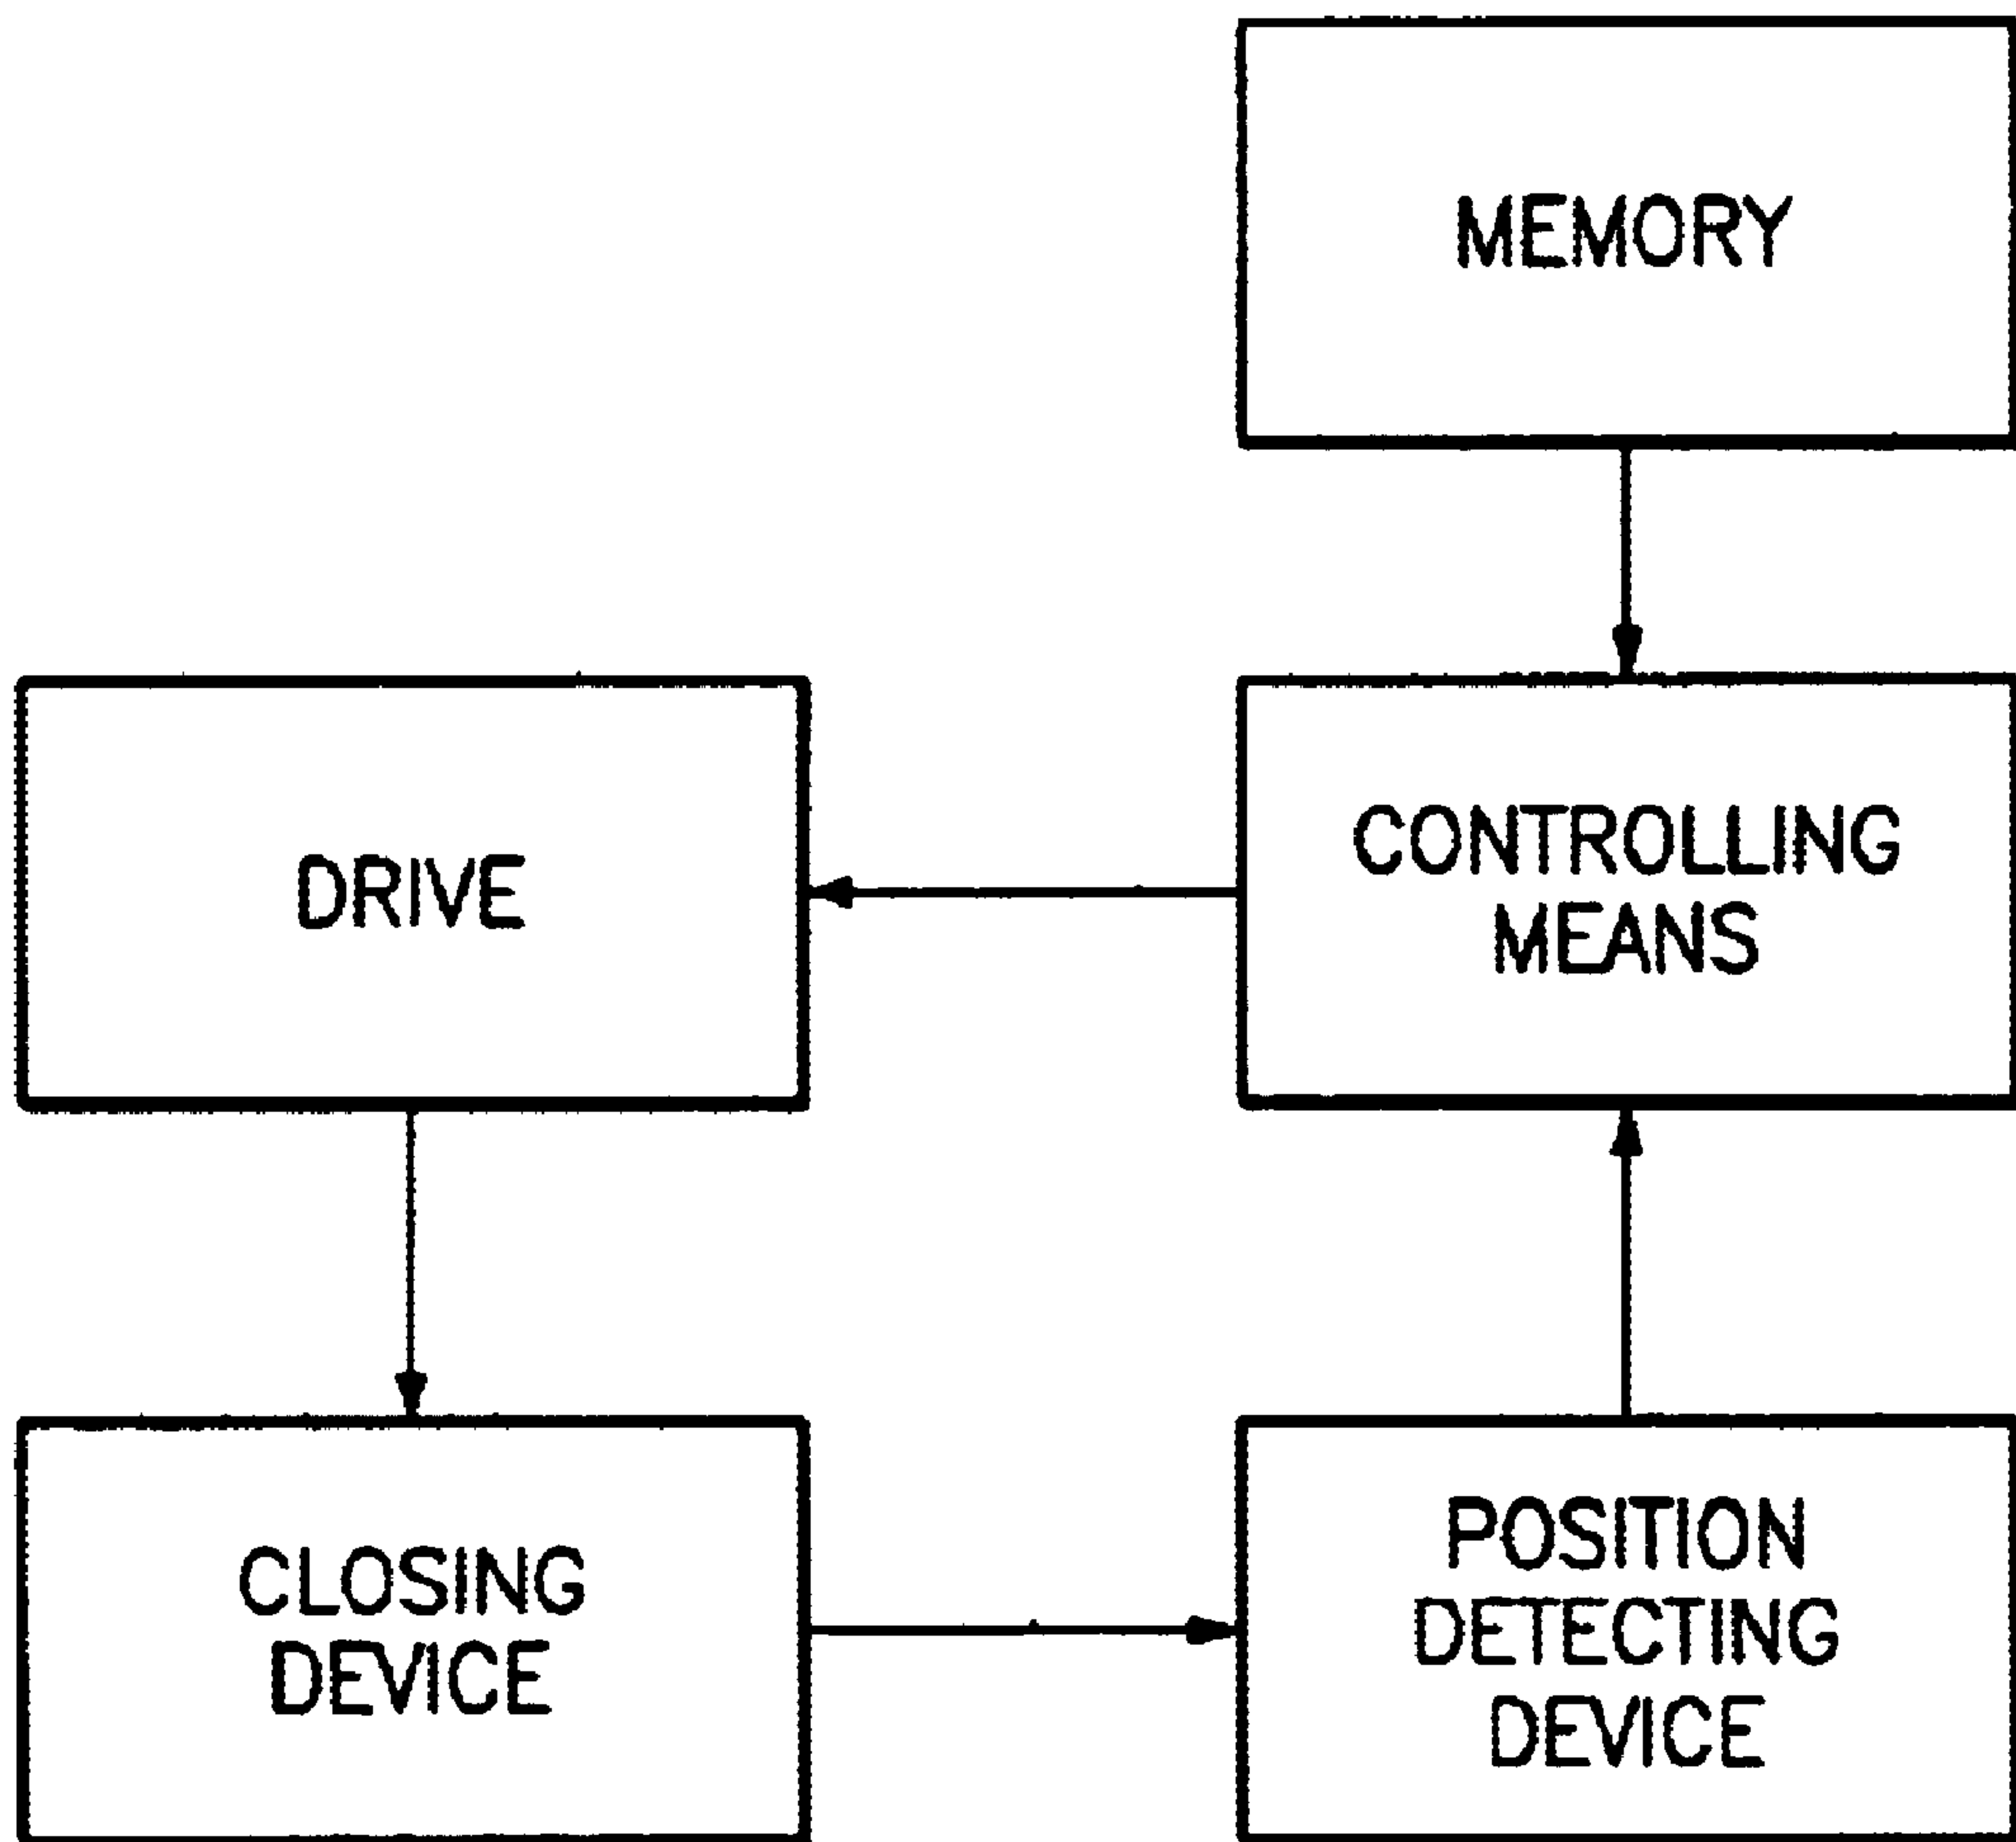 MEMORY
DRIVE
CONTROLLING
MEANS
CLOSING
DEVICE
POSITION
DETECTING
DEVICE